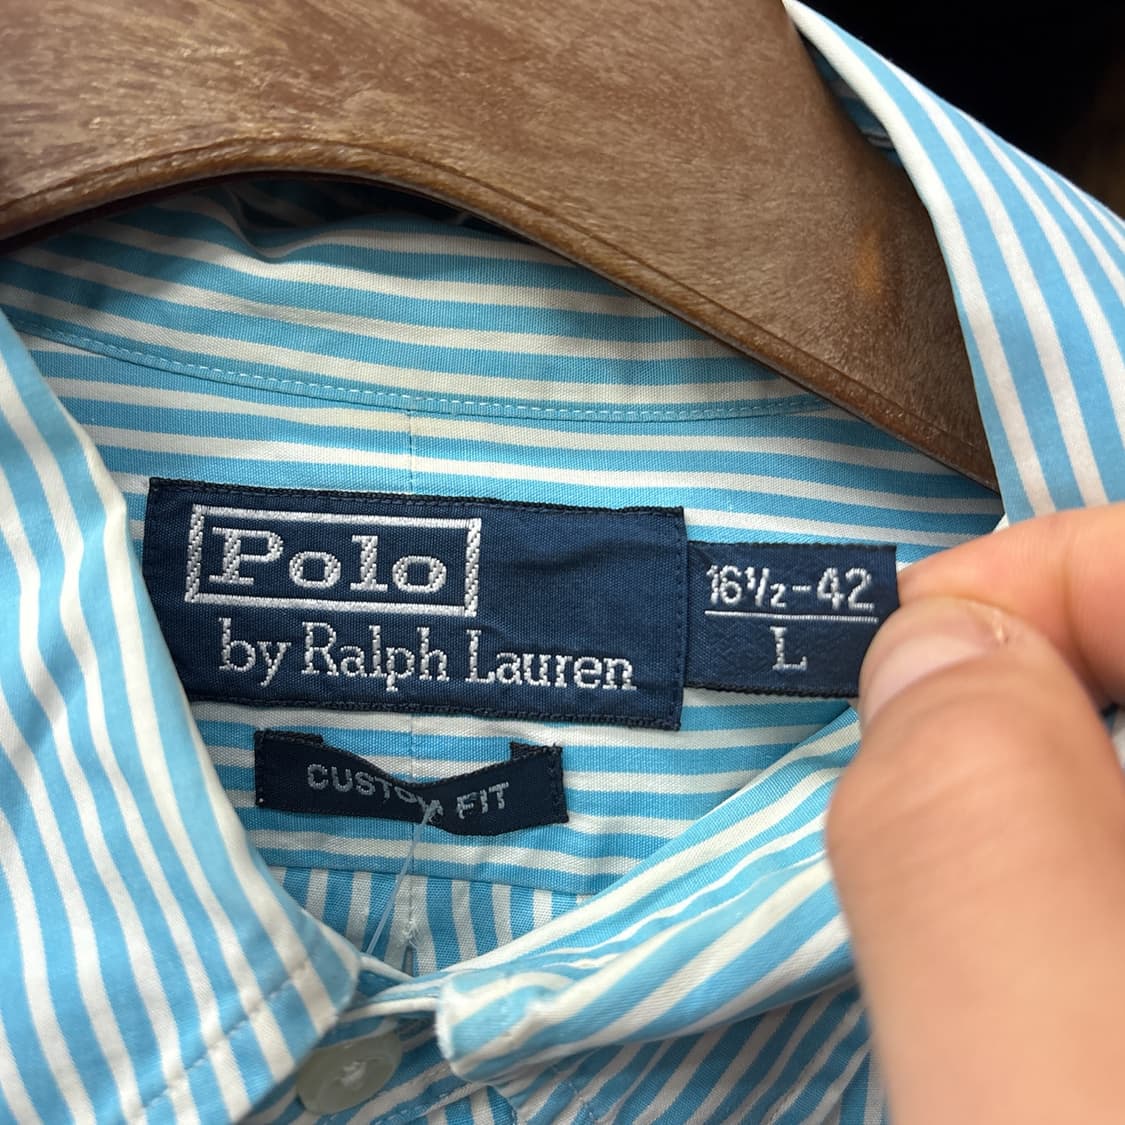 Polo
by Ralph Lauren
16½-42
L
CUSTOM FIT